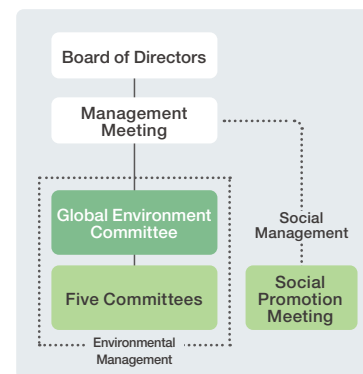 Board of Directors
Management
Meeting
Global Environment
Committee
Social
Management
Five Committees
Social
Promotion
Meeting
Environmental
Management